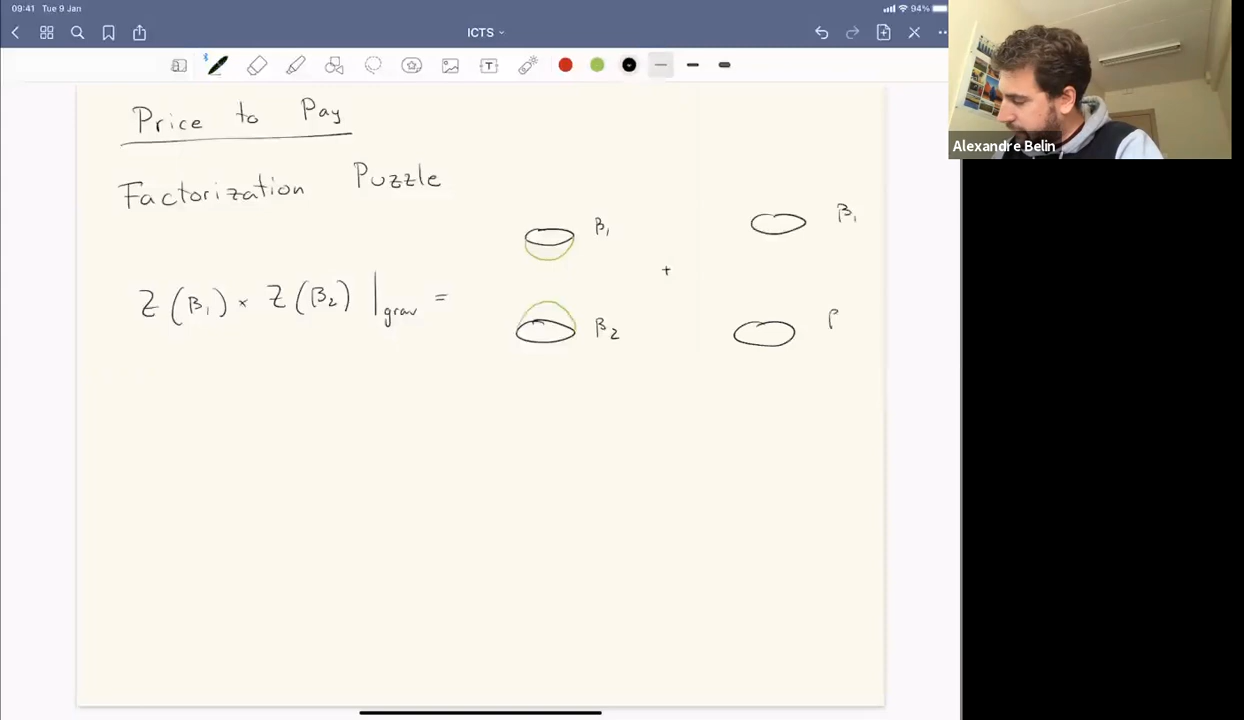 09:41 Tue 9 Jan
94%
ICTS
Alexandre Belin
Price to Pay
Factorization Puzzle
β₁
β₁
+
Z(β₁) × Z(β₂) |grav =
β₂